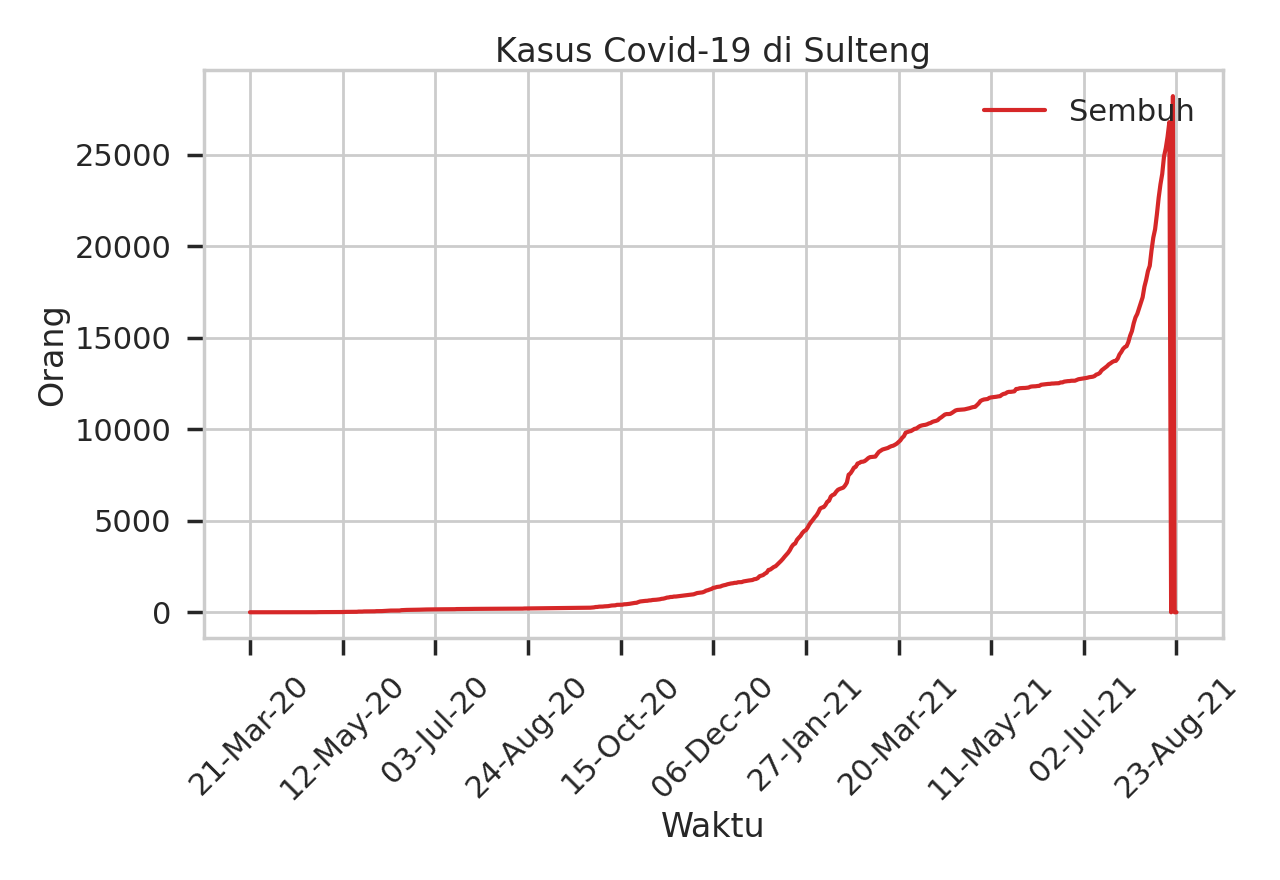 Kasus Covid-19 di Sulteng
Sembuh
Orang
25000
20000
15000
10000
5000
0
21-Mar-20
12-May-20
03-Jul-20
24-Aug-20
15-Oct-20
06-Dec-20
27-Jan-21
20-Mar-21
11-May-21
02-Jul-21
23-Aug-21
Waktu